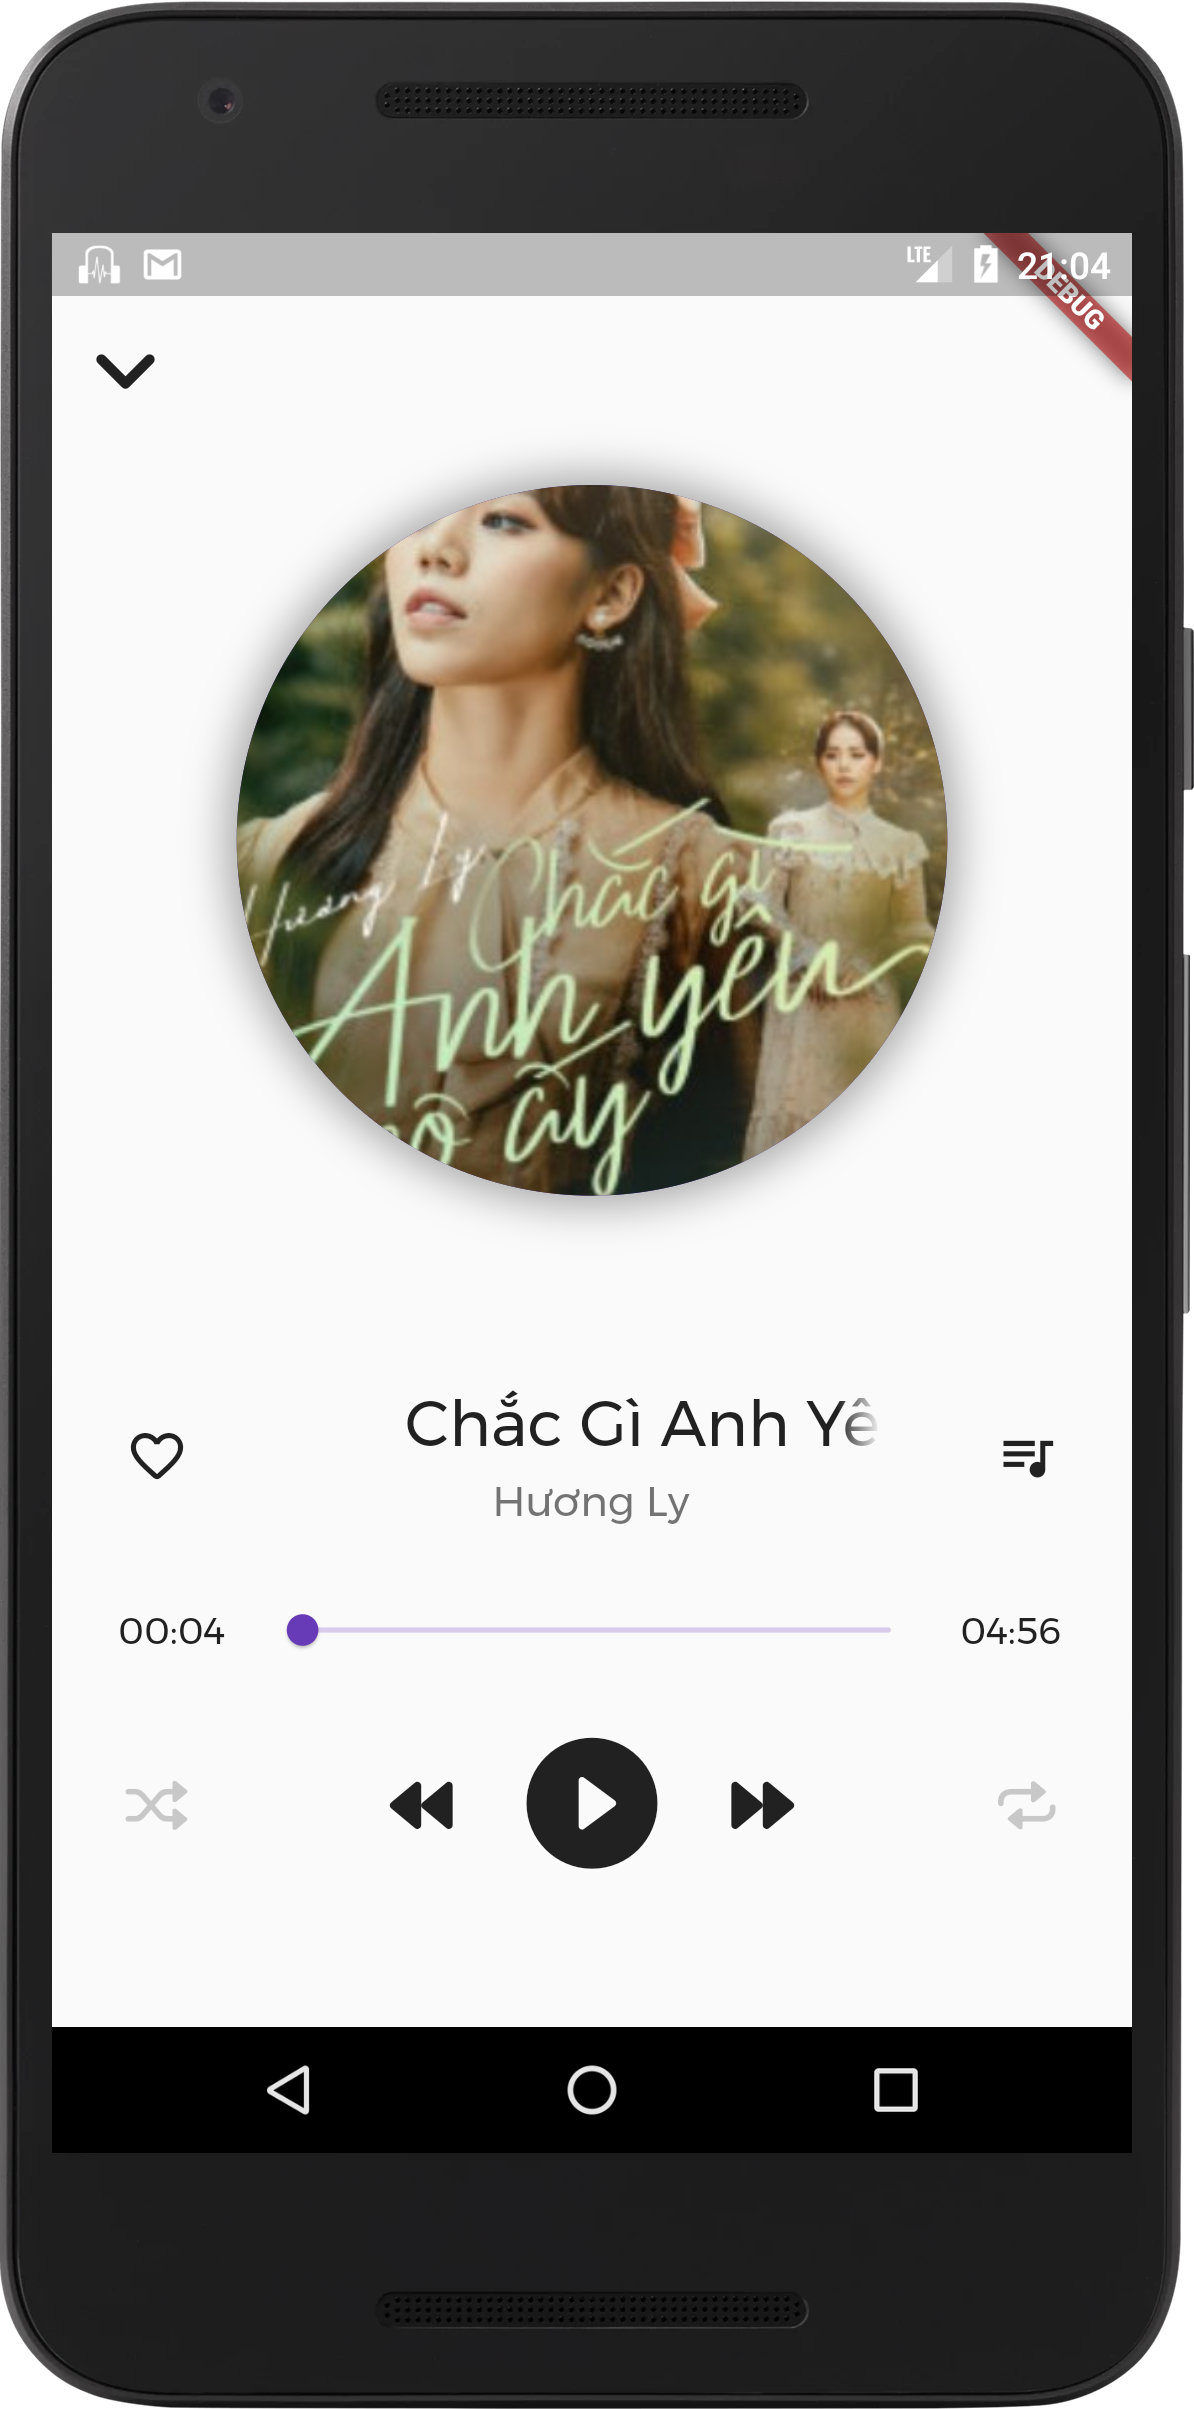 LTE 21:04
DEBUG
Hương Ly
Chắc gì
Anh yêu
cô ấy
Chắc Gì Anh Yê
Hương Ly
00:04
04:56